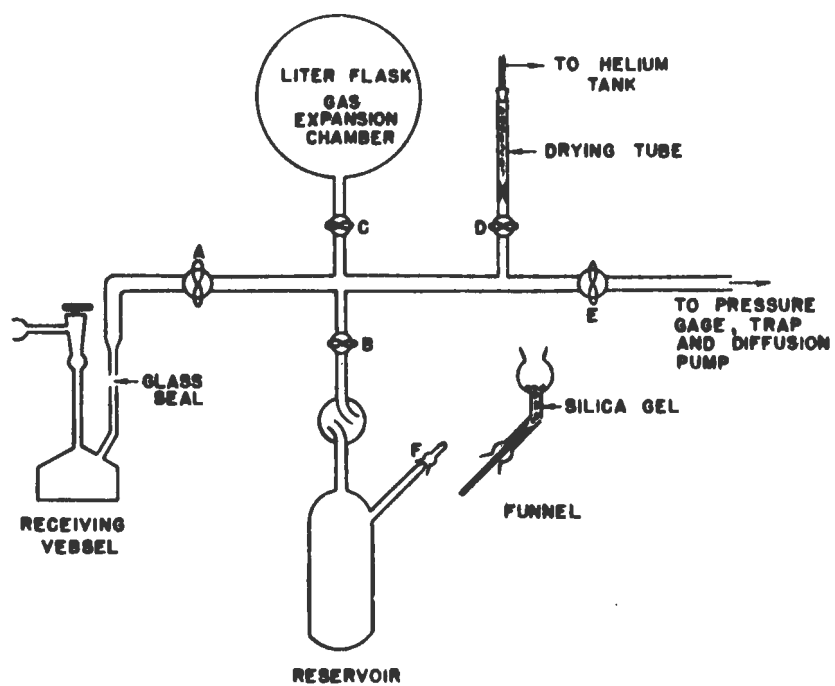 LITER FLASK
GAS
EXPANSION
CHAMBER
TO HELIUM
TANK
DRYING TUBE
C
D
A
E
TO PRESSURE
GAGE, TRAP
AND DIFFUSION
PUMP
B
GLASS
SEAL
SILICA GEL
F
FUNNEL
RECEIVING
VESSEL
RESERVOIR